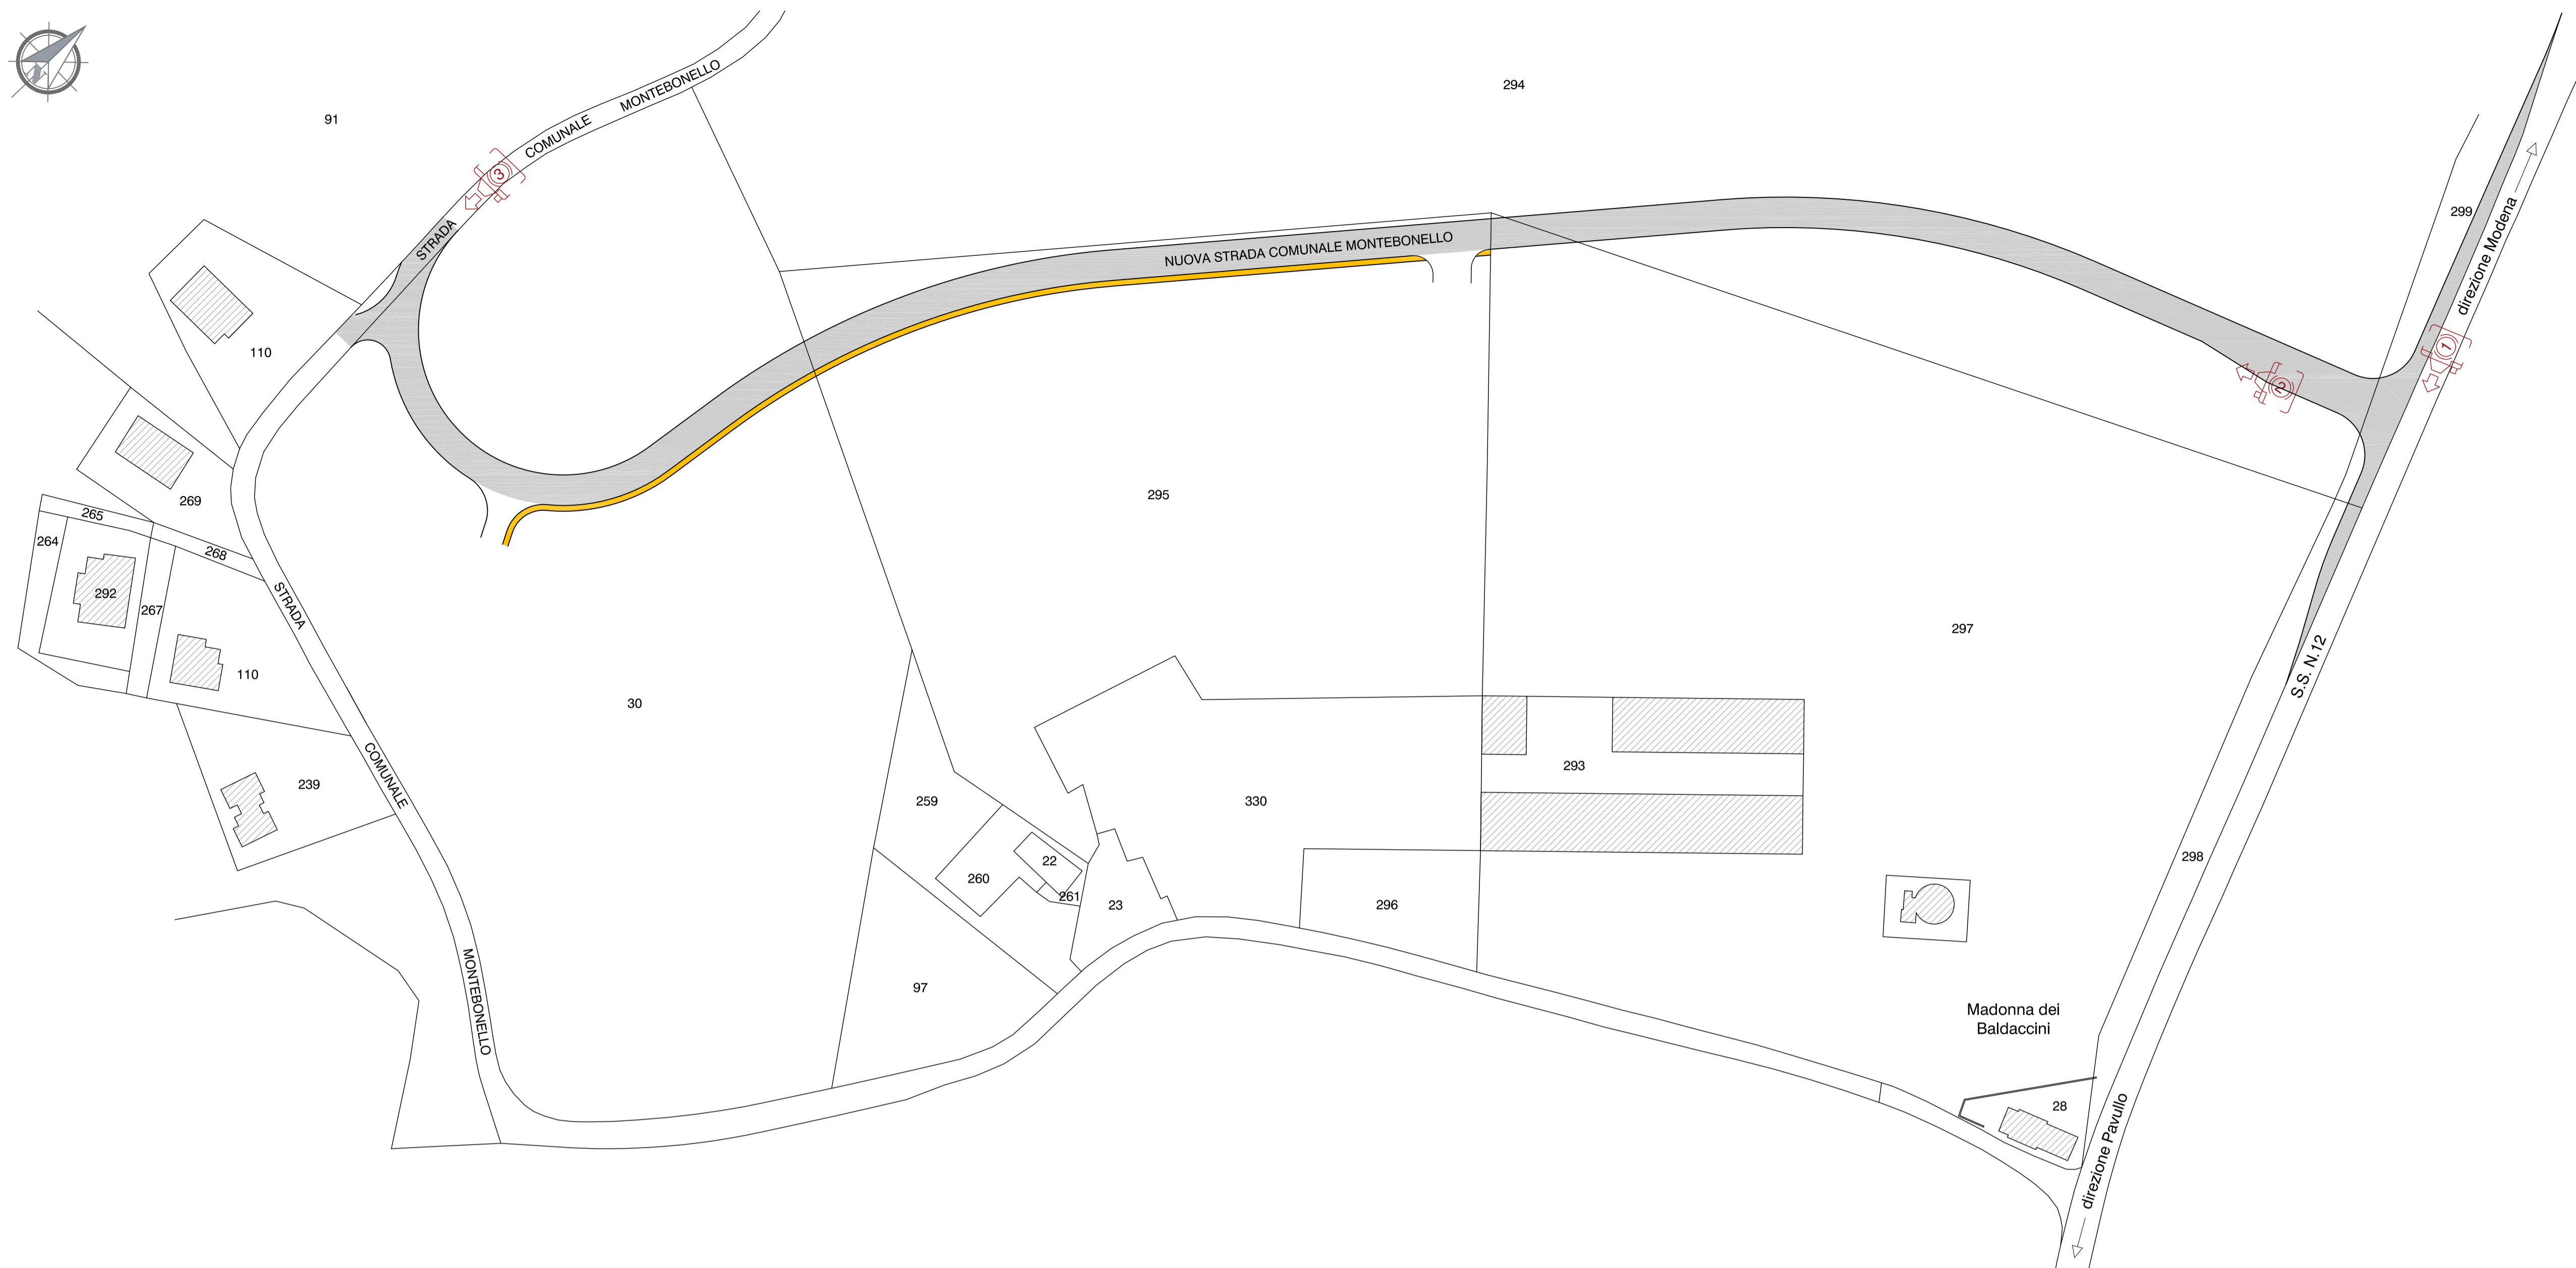 N
294
91
COMUNALE MONTEBONELLO
3
STRADA
299
direzione Modena
NUOVA STRADA COMUNALE MONTEBONELLO
1
2
110
295
269
265
264
268
292
267
STRADA
297
S.S. N.12
110
30
COMUNALE
293
239
259
330
22
298
260
261
23
296
MONTEBONELLO
97
Madonna dei
Baldaccini
28
direzione Pavullo